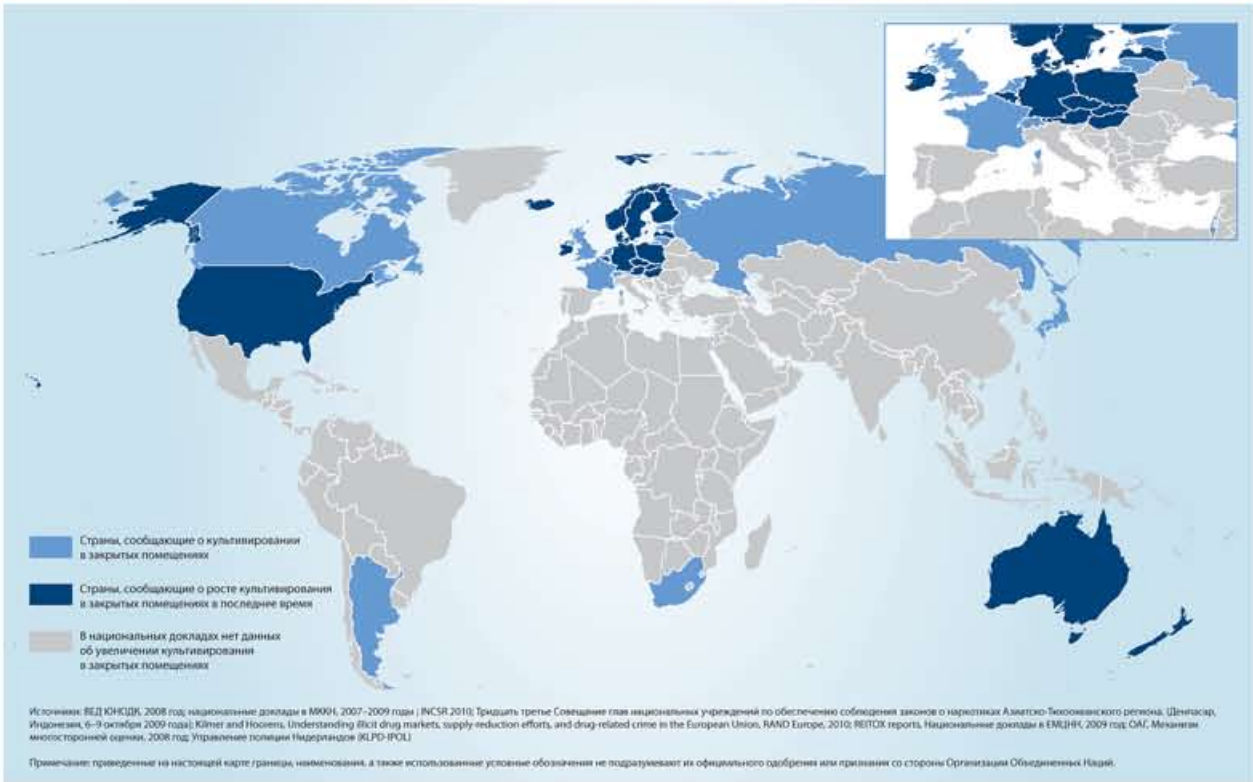 Страны, сообщающие о культивировании
в закрытых помещениях
Страны, сообщающие о росте культивирования
в закрытых помещениях в последнее время
В национальных докладах нет данных
об увеличении культивирования
в закрытых помещениях
Источники: ВЕД ЮНОДК, 2008 год; национальные доклады в МККН, 2007–2009 годы ; INCSR 2010; Тридцать третье Совещание глав национальных учреждений по обеспечению соблюдения законов о наркотиках Азиатско-Тихоокеанского региона, (Денпасар,
Индонезия, 6–9 октября 2009 года); Kilmer and Hoorens, Understanding illicit drug markets, supply-reduction efforts, and drug-related crime in the European Union, RAND Europe, 2010; REITOX reports, Национальные доклады в ЕМЦНН, 2009 год; ОАГ, Механизм
многосторонней оценки, 2008 год; Управление полиции Нидерландов (KLPD-IPOL)
Примечание: приведенные на настоящей карте границы, наименования, а также использованные условные обозначения не подразумевают их официального одобрения или признания со стороны Организации Объединенных Наций.